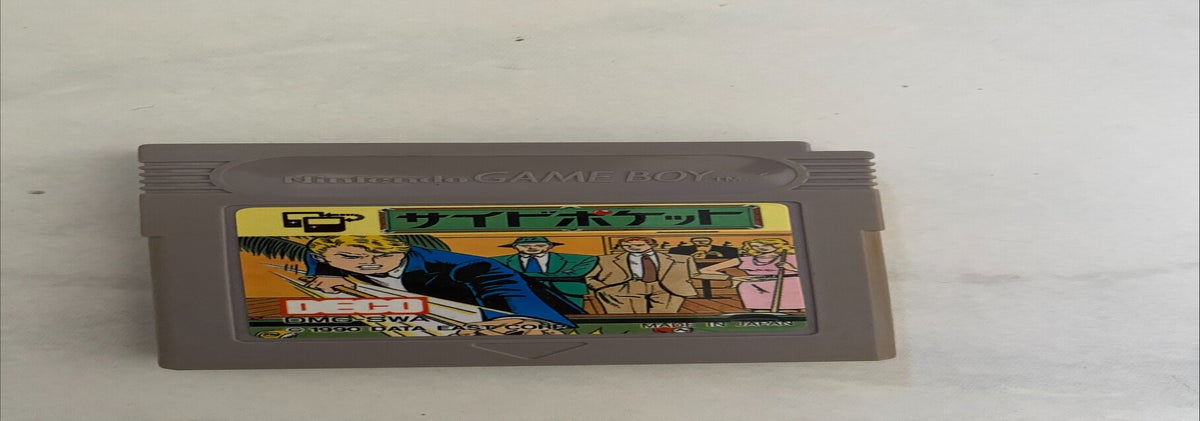 Nintendo GAME BOY TM
サイドポケット
DECO
DMG-SWA
©1990 DATA EAST CORP.
MADE IN JAPAN